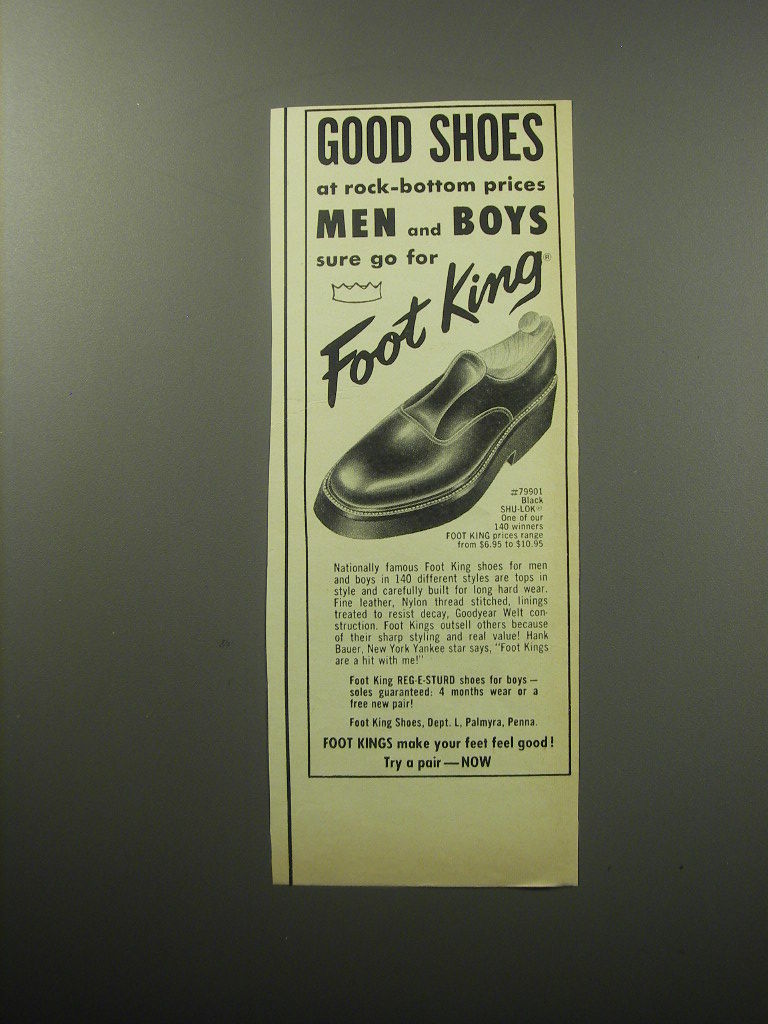 GOOD SHOES
at rock-bottom prices
MEN and BOYS
sure go for
Foot King®
#79901
Black
SHU-LOK®
One of our
140 winners
FOOT KING prices range
from $6.95 to $10.95
Nationally famous Foot King shoes for men
and boys in 140 different styles are tops in
style and carefully built for long hard wear.
Fine leather, Nylon thread stitched, linings
treated to resist decay, Goodyear Welt con-
struction. Foot Kings outsell others because
of their sharp styling and real value! Hank
Bauer, New York Yankee star says, "Foot Kings
are a hit with me!"
Foot King REG-E-STURD shoes for boys —
soles guaranteed: 4 months wear or a
free new pair!
Foot King Shoes, Dept. L, Palmyra, Penna.
FOOT KINGS make your feet feel good!
Try a pair — NOW